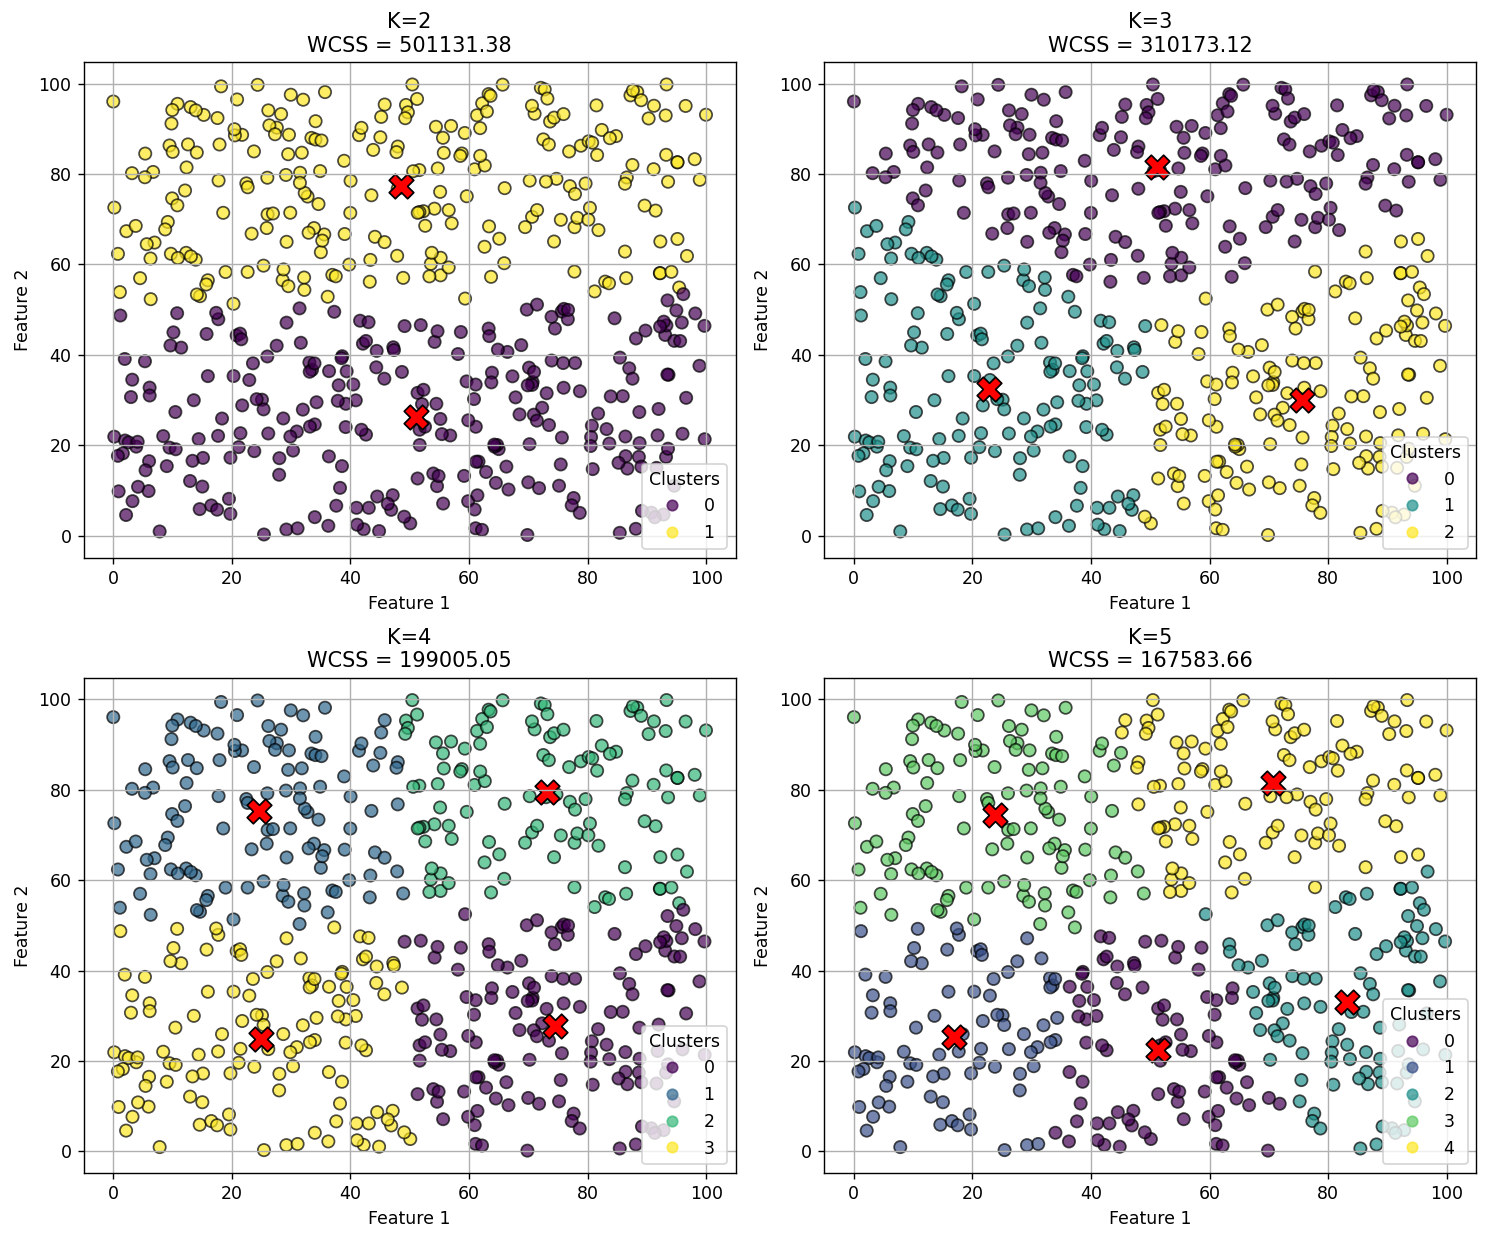 K=2
WCSS = 501131.38
Feature 2
100
80
60
40
20
0
Clusters
0
1
0 20 40 60 80 100
Feature 1
K=3
WCSS = 310173.12
Feature 2
100
80
60
40
20
0
Clusters
0
1
2
0 20 40 60 80 100
Feature 1
K=4
WCSS = 199005.05
Feature 2
100
80
60
40
20
0
Clusters
0
1
2
3
0 20 40 60 80 100
Feature 1
K=5
WCSS = 167583.66
Feature 2
100
80
60
40
20
0
Clusters
0
1
2
3
4
0 20 40 60 80 100
Feature 1